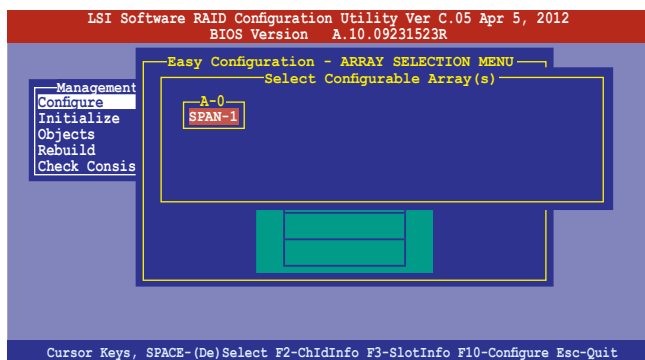 LSI Software RAID Configuration Utility Ver C.05 Apr 5, 2012
BIOS Version A.10.09231523R
Easy Configuration - ARRAY SELECTION MENU
Select Configurable Array(s)
Management
Configure
Initialize
Objects
Rebuild
Check Consis
A-0
SPAN-1
Cursor Keys, SPACE-(De)Select F2-ChIdInfo F3-SlotInfo F10-Configure Esc-Quit